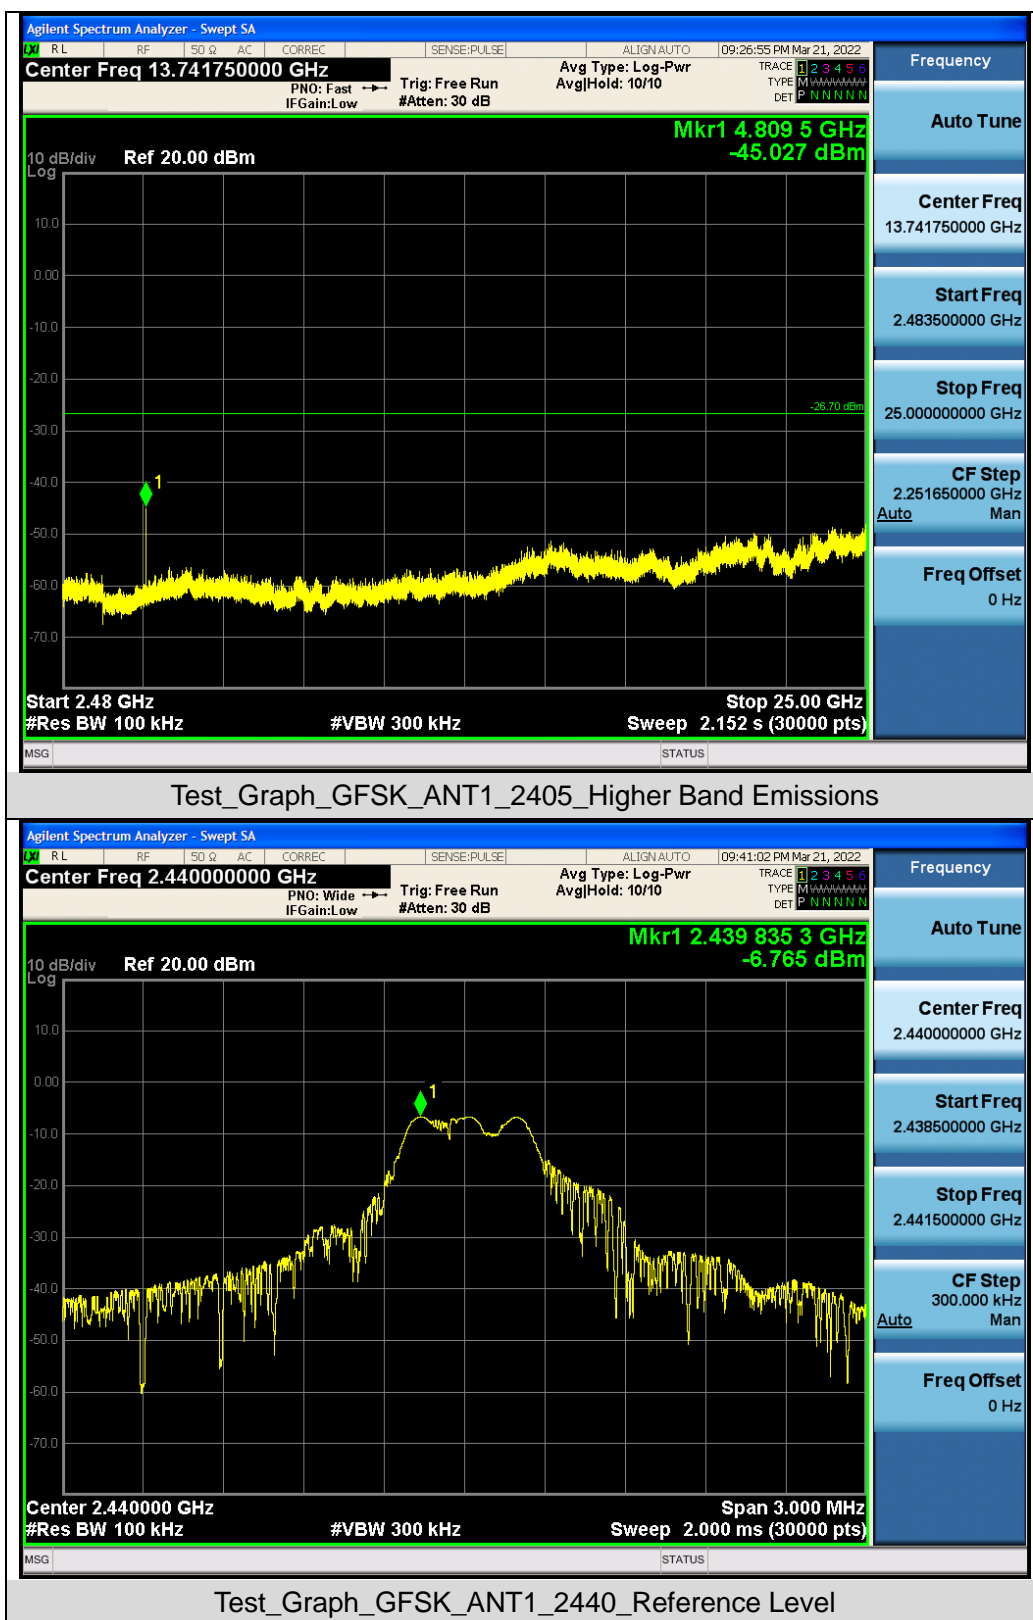 Agilent Spectrum Analyzer - Swept SA
LXI RL RF 50 Ω AC CORREC SENSE:PULSE ALIGN AUTO 09:26:55 PM Mar 21, 2022
Center Freq 13.741750000 GHz
PNO: Fast
IFGain:Low
Trig: Free Run
#Atten: 30 dB
Avg Type: Log-Pwr
Avg|Hold: 10/10
TRACE 1 2 3 4 5 6
TYPE M
DET P N N N N N
Frequency
Mkr1 4.809 5 GHz
-45.027 dBm
10 dB/div Ref 20.00 dBm
Log
10.0
0.00
-10.0
-20.0
-26.70 dBm
-30.0
-40.0
1
-50.0
-60.0
-70.0
Start 2.48 GHz Stop 25.00 GHz
#Res BW 100 kHz #VBW 300 kHz Sweep 2.152 s (30000 pts)
MSG STATUS
Auto Tune
Center Freq
13.741750000 GHz
Start Freq
2.483500000 GHz
Stop Freq
25.000000000 GHz
CF Step
2.251650000 GHz
Auto Man
Freq Offset
0 Hz
Test_Graph_GFSK_ANT1_2405_Higher Band Emissions
Agilent Spectrum Analyzer - Swept SA
LXI RL RF 50 Ω AC CORREC SENSE:PULSE ALIGN AUTO 09:41:02 PM Mar 21, 2022
Center Freq 2.440000000 GHz
PNO: Wide
IFGain:Low
Trig: Free Run
#Atten: 30 dB
Avg Type: Log-Pwr
Avg|Hold: 10/10
TRACE 1 2 3 4 5 6
TYPE M
DET P N N N N N
Frequency
Mkr1 2.439 835 3 GHz
-6.765 dBm
10 dB/div Ref 20.00 dBm
Log
10.0
0.00
1
-10.0
-20.0
-30.0
-40.0
-50.0
-60.0
-70.0
Center 2.440000 GHz Span 3.000 MHz
#Res BW 100 kHz #VBW 300 kHz Sweep 2.000 ms (30000 pts)
MSG STATUS
Auto Tune
Center Freq
2.440000000 GHz
Start Freq
2.438500000 GHz
Stop Freq
2.441500000 GHz
CF Step
300.000 kHz
Auto Man
Freq Offset
0 Hz
Test_Graph_GFSK_ANT1_2440_Reference Level